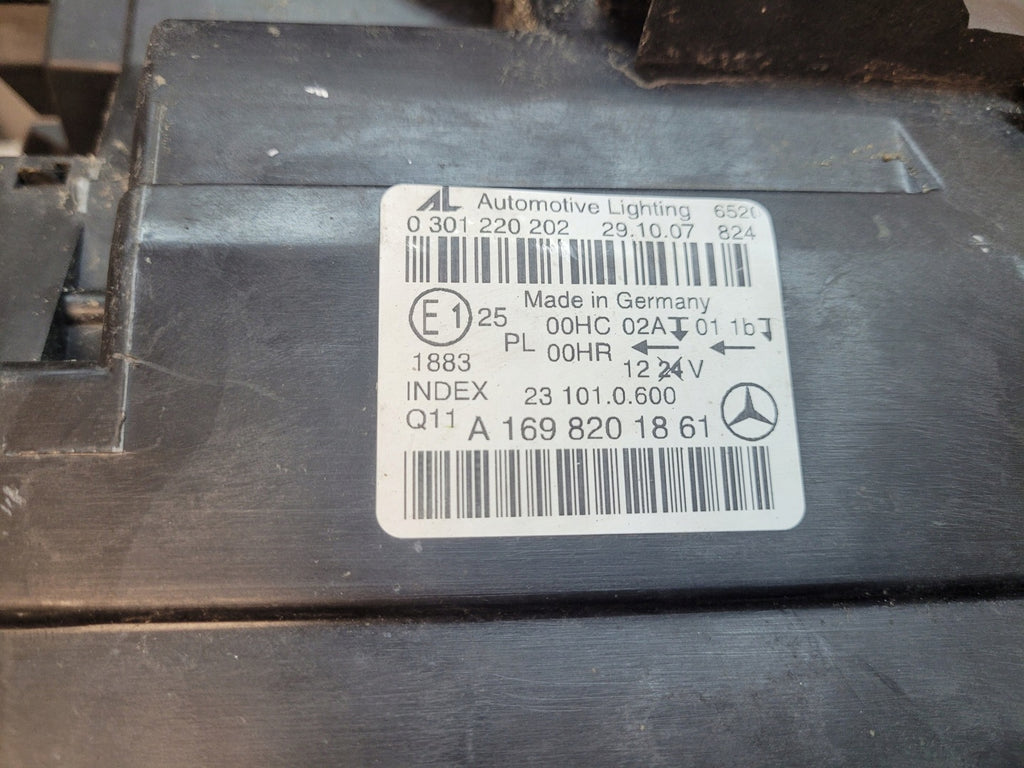 AL Automotive Lighting 6520
0 301 220 202 29.10.07 824
Made in Germany
E1 25 00HC 02A 01 1b
PL 00HR
1883 12 24 V
INDEX 23 101.0.600
Q11 A 169 820 18 61